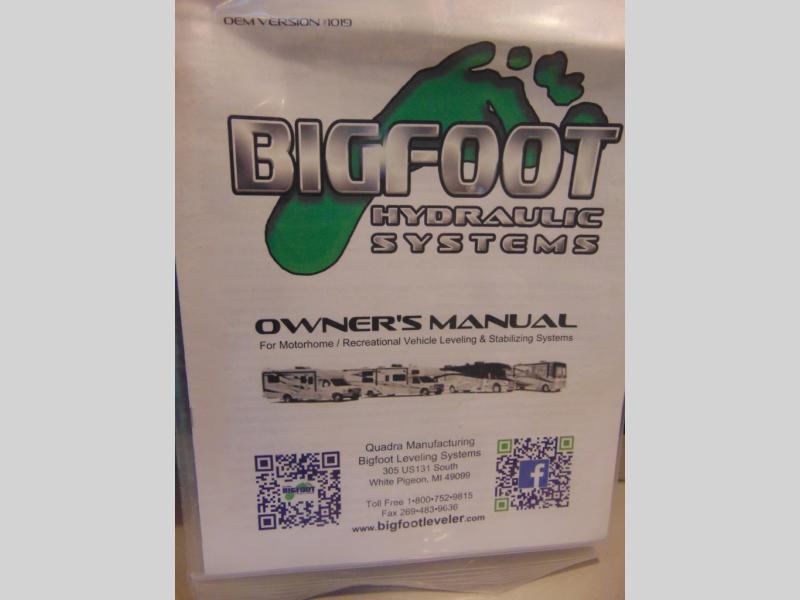 OEM VERSION #1019
BIGFOOT
HYDRAULIC
SYSTEMS
OWNER'S MANUAL
For Motorhome / Recreational Vehicle Leveling & Stabilizing Systems
Quadra Manufacturing
Bigfoot Leveling Systems
305 US131 South
White Pigeon, MI 49099
Toll Free 1•800•752•9815
Fax 269•483•9636
www.bigfootleveler.com
BIGFOOT
f